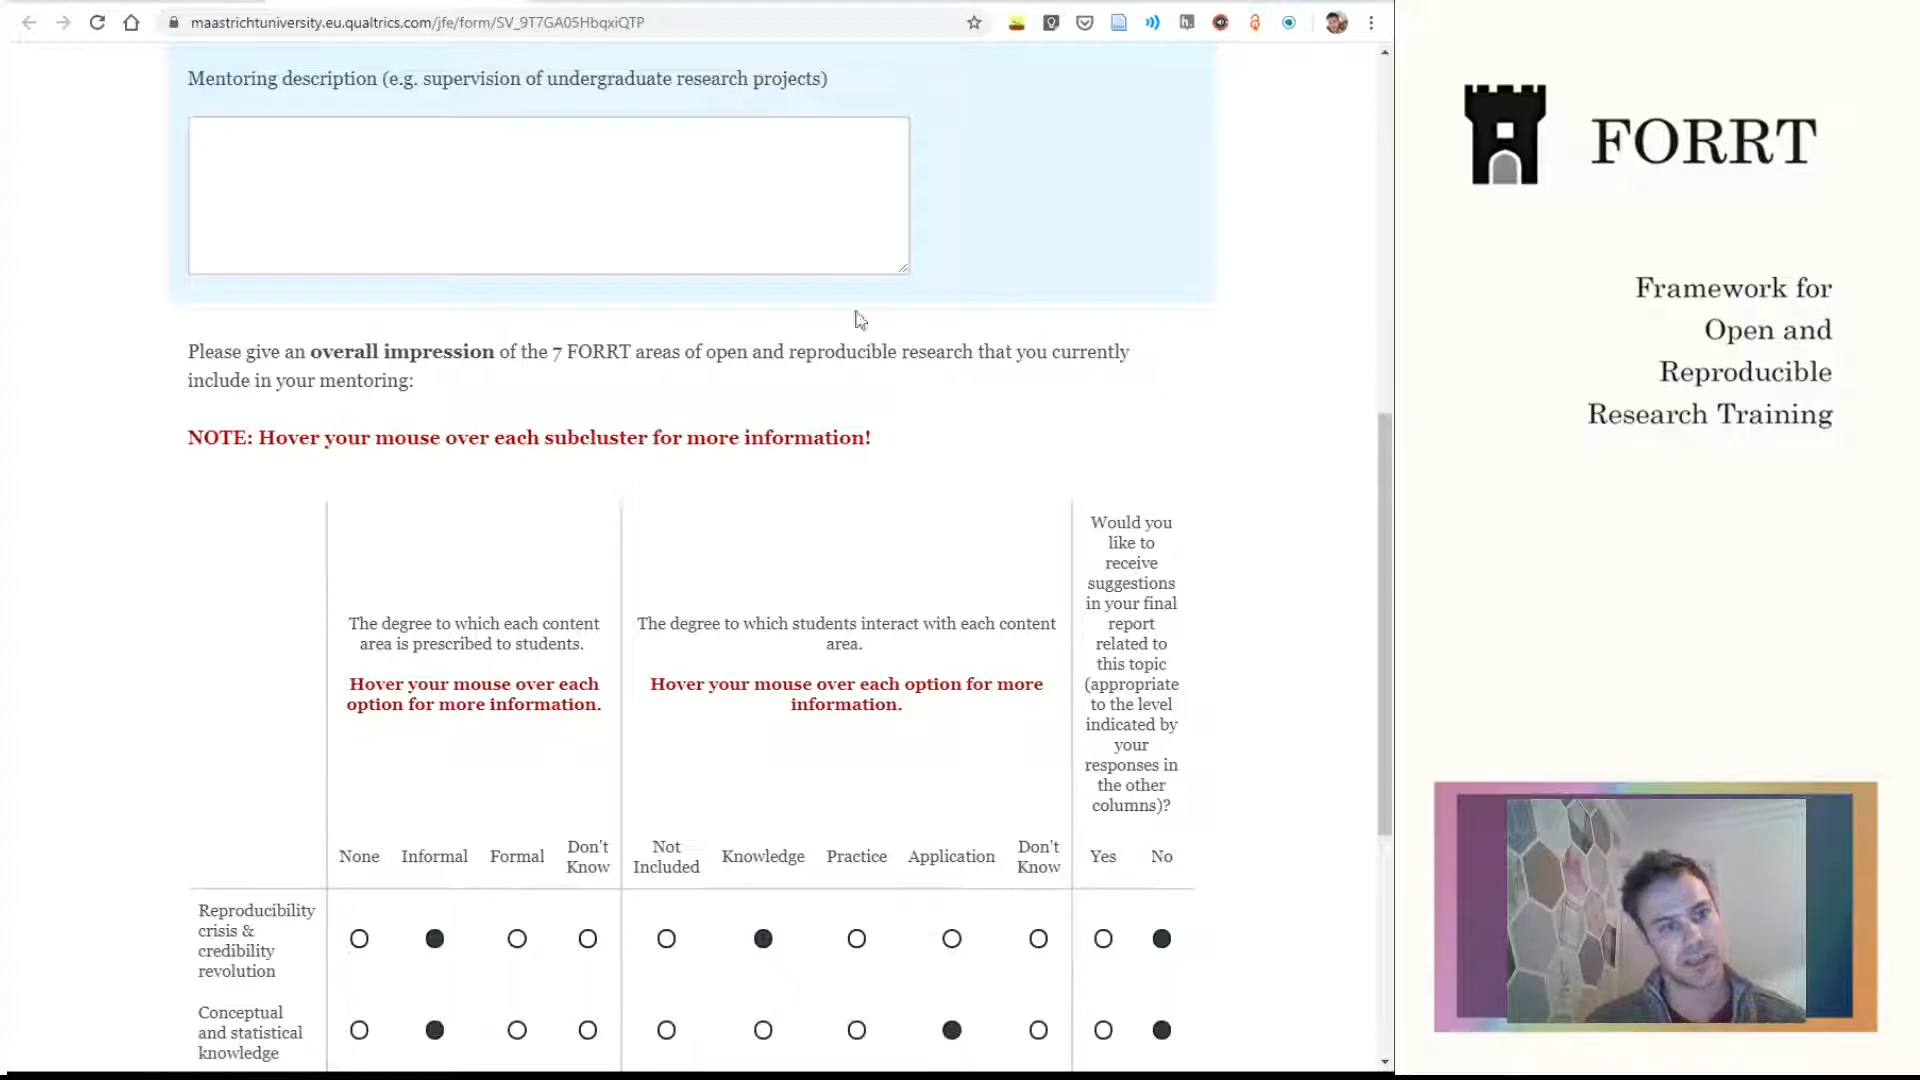 maastrichtuniversity.eu.qualtrics.com/jfe/form/SV_9T7GA05HbqxiQTP
Mentoring description (e.g. supervision of undergraduate research projects)
Please give an overall impression of the 7 FORRT areas of open and reproducible research that you currently
include in your mentoring:
NOTE: Hover your mouse over each subcluster for more information!
The degree to which each content
area is prescribed to students.
Hover your mouse over each
option for more information.
The degree to which students interact with each content
area.
Hover your mouse over each option for more
information.
Would you
like to
receive
suggestions
in your final
report
related to
this topic
(appropriate
to the level
indicated by
your
responses in
the other
columns)?
None Informal Formal Don't Know
Not Included Knowledge Practice Application Don't Know
Yes No
Reproducibility
crisis &
credibility
revolution
Conceptual
and statistical
knowledge
FORRT
Framework for
Open and
Reproducible
Research Training